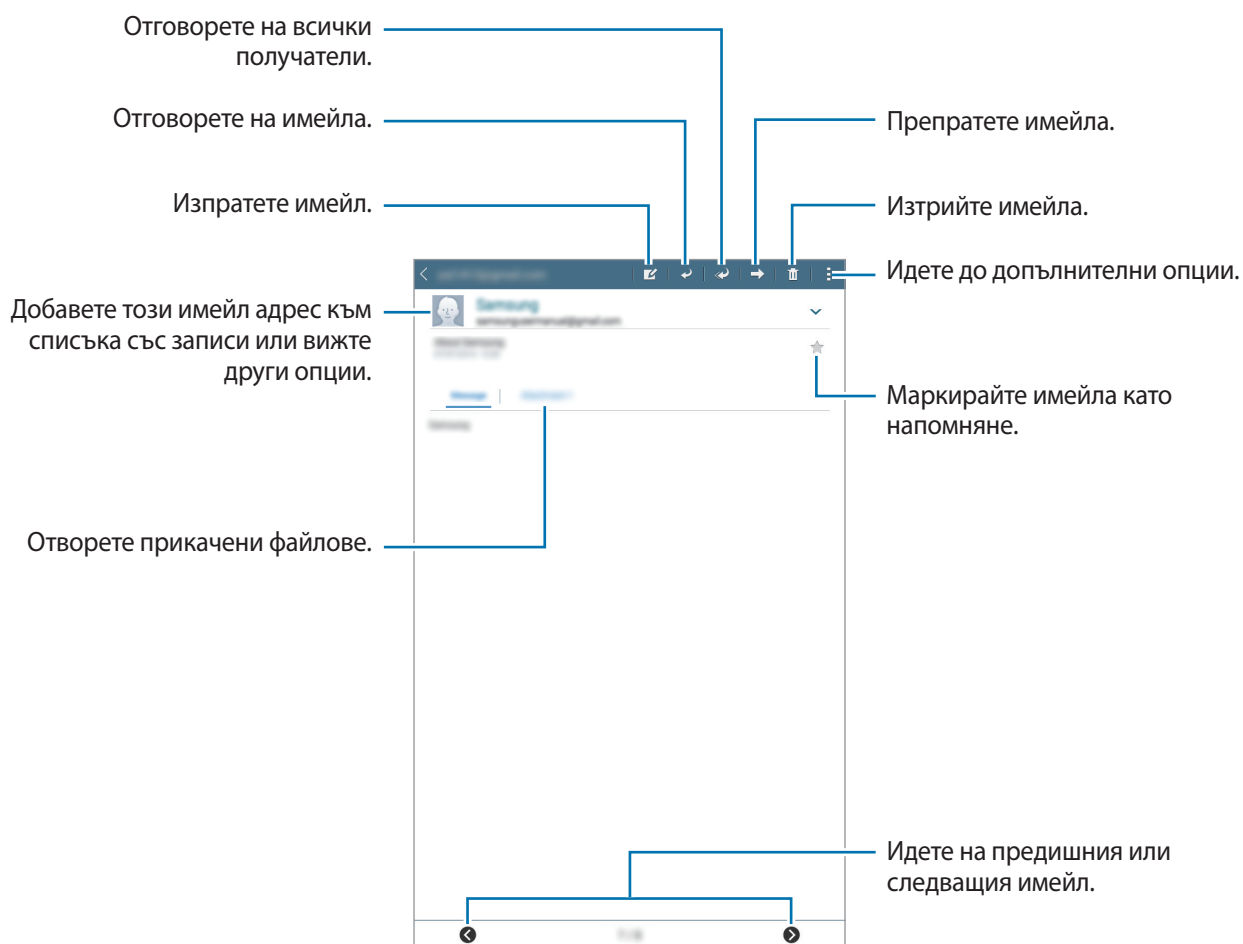 Отговорете на всички
получатели.
Отговорете на имейла.
Изпратете имейл.
Добавете този имейл адрес към
списъка със записи или вижте
други опции.
Отворете прикачени файлове.
Препратете имейла.
Изтрийте имейла.
Идете до допълнителни опции.
Маркирайте имейла като
напомняне.
Идете на предишния или
следващия имейл.
Samsung
Message
Samsung